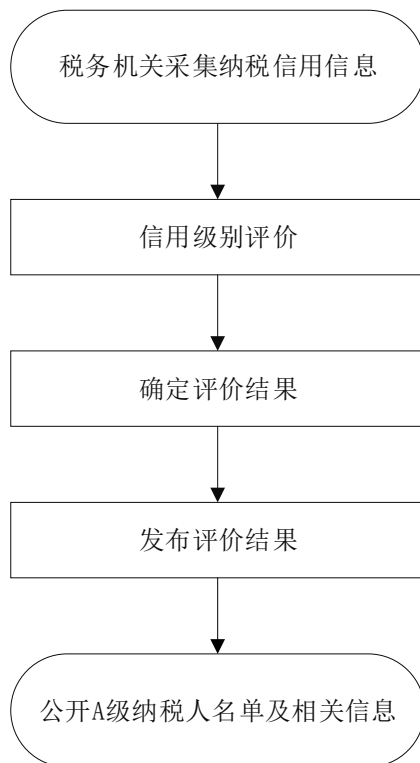 税务机关采集纳税信用信息
信用级别评价
确定评价结果
发布评价结果
公开A级纳税人名单及相关信息